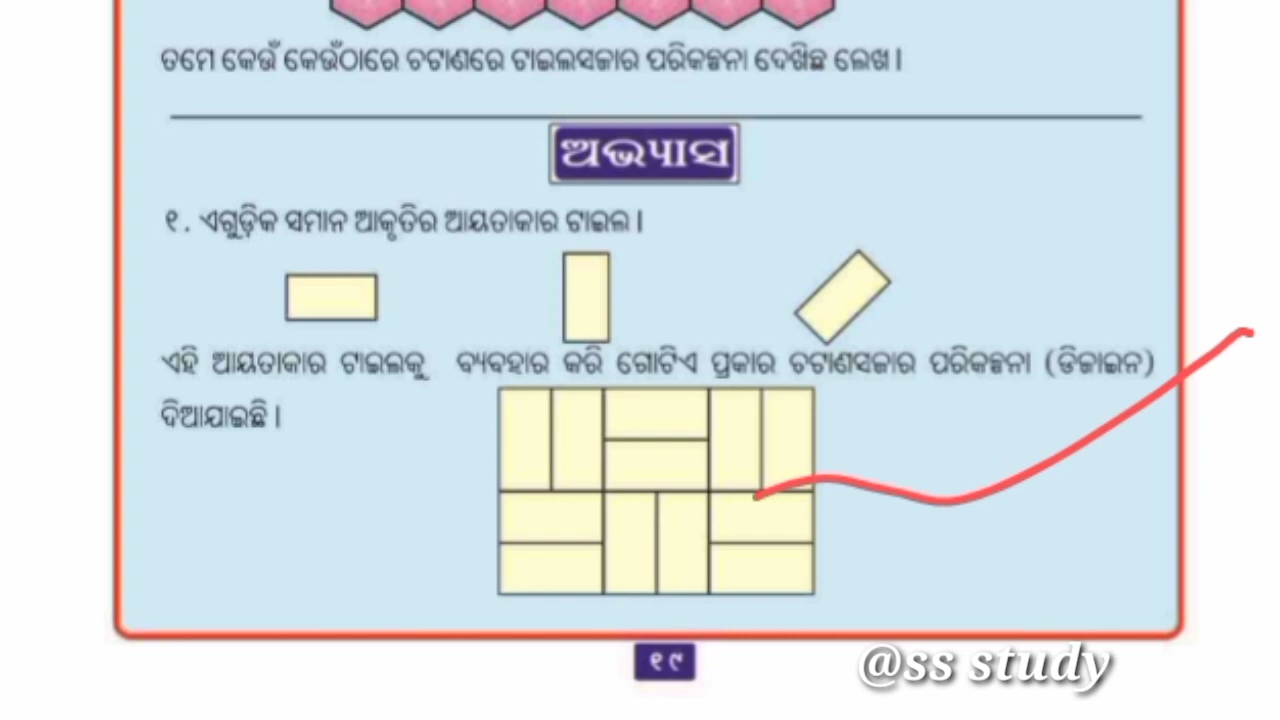 ତମେ କେଉଁ କେଉଁଠାରେ ଚଟାଣରେ ଟାଇଲସଜାର ପରିକଳ୍ପନା ଦେଖିଛ ଲେଖ।
ଅଭ୍ୟାସ
୧. ଏଗୁଡ଼ିକ ସମାନ ଆକୃତିର ଆୟତାକାର ଟାଇଲ।
ଏହି ଆୟତାକାର ଟାଇଲକୁ ବ୍ୟବହାର କରି ଗୋଟିଏ ପ୍ରକାର ଚଟାଣସଜାର ପରିକଳ୍ପନା (ଡିଜାଇନ)
ଦିଆଯାଇଛି।
୧୯
@ss study